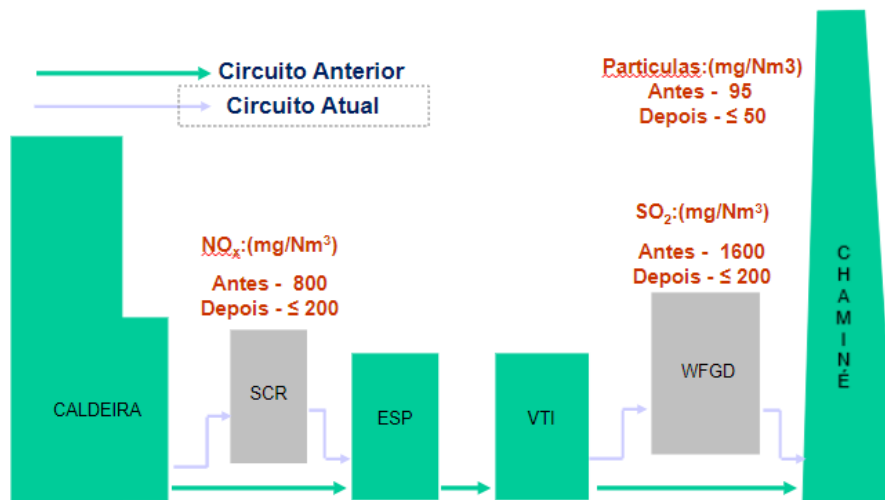 Circuito Anterior
Circuito Atual
Particulas:(mg/Nm3)
Antes - 95
Depois - ≤ 50
NOₓ:(mg/Nm³)
Antes - 800
Depois - ≤ 200
SO₂:(mg/Nm³)
Antes - 1600
Depois - ≤ 200
CALDEIRA
SCR
ESP
VTI
WFGD
CHAMINÉ